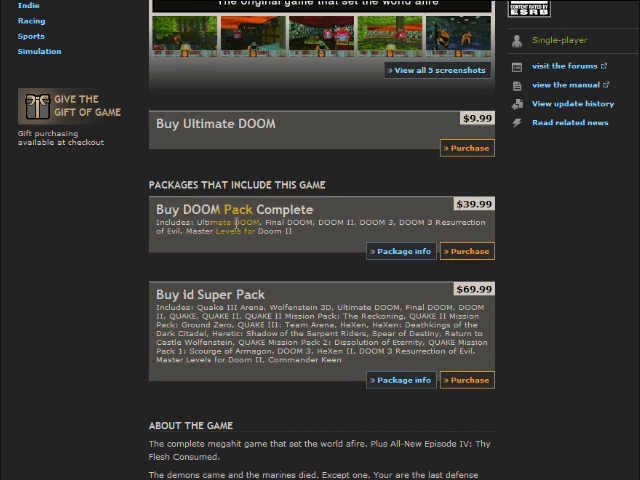 The original game that set the world afire
Indie
Racing
Sports
Simulation
CONTENT RATED BY
ESRB
Single-player
» View all 5 screenshots
visit the forums
view the manual
View update history
Read related news
GIVE THE
GIFT OF GAME
Gift purchasing
available at checkout
Buy Ultimate DOOM
$9.99
» Purchase
PACKAGES THAT INCLUDE THIS GAME
Buy DOOM Pack Complete
$39.99
Includes: Ultimate DOOM, Final DOOM, DOOM II, DOOM 3, DOOM 3 Resurrection
of Evil, Master Levels for Doom II
» Package info
» Purchase
Buy id Super Pack
$69.99
Includes: Quake III Arena, Wolfenstein 3D, Ultimate DOOM, Final DOOM, DOOM
II, QUAKE, QUAKE II, QUAKE II Mission Pack: The Reckoning, QUAKE II Mission
Pack: Ground Zero, QUAKE III: Team Arena, HeXen, HeXen: Deathkings of the
Dark Citadel, Heretic: Shadow of the Serpent Riders, Spear of Destiny, Return to
Castle Wolfenstein, QUAKE Mission Pack 2: Dissolution of Eternity, QUAKE Mission
Pack 1: Scourge of Armagon, DOOM 3, HeXen II, DOOM 3 Resurrection of Evil,
Master Levels for Doom II, Commander Keen
» Package info
» Purchase
ABOUT THE GAME
The complete megahit game that set the world afire. Plus All-New Episode IV: Thy
Flesh Consumed.
The demons came and the marines died. Except one. Your are the last defense